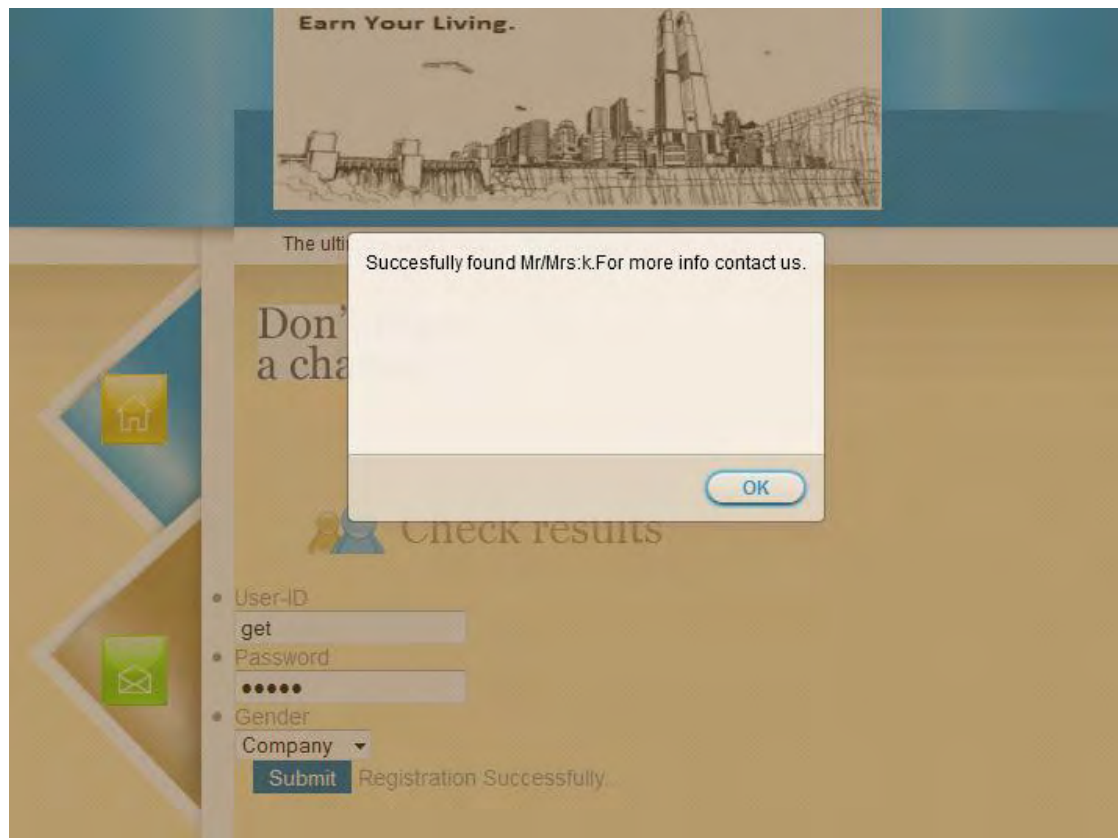 Earn Your Living.
The ulti
Succesfully found Mr/Mrs:k.For more info contact us.
Don'
a cha
OK
Check results
User-ID
get
Password
•••••
Gender
Company
Submit Registration Successfully..